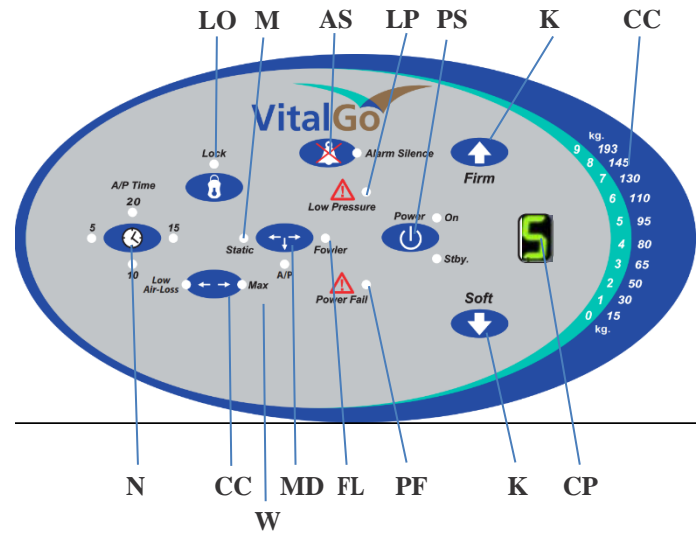 LO M AS LP PS K CC
VitalGo
kg.
9 193
8 145
7 130
6 110
5 95
4 80
3 65
2 50
1 30
0 15
kg.
Lock
Alarm Silence
Firm
A/P Time
20
5 15
10
Low Pressure
Power On
Stby.
Static Fowler
A/P
5
Low
Air-Loss Max
Power Fail
Soft
N CC MD FL PF K CP
W